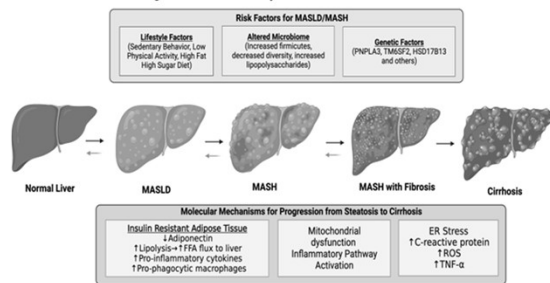 Risk Factors for MASLD/MASH
Lifestyle Factors
(Sedentary Behavior, Low
Physical Activity, High Fat
High Sugar Diet)
Altered Microbiome
(Increased firmicutes,
decreased diversity, increased
lipopolysaccharides)
Genetic Factors
(PNPLA3, TM6SF2, HSD17B13
and others)
Normal Liver
MASLD
MASH
MASH with Fibrosis
Cirrhosis
Molecular Mechanisms for Progression from Steatosis to Cirrhosis
Insulin Resistant Adipose Tissue
↓Adiponectin
↑Lipolysis→↑FFA flux to liver
↑Pro-inflammatory cytokines
↑Pro-phagocytic macrophages
Mitochondrial
dysfunction
Inflammatory Pathway
Activation
ER Stress
↑C-reactive protein
↑ROS
↑TNF-α